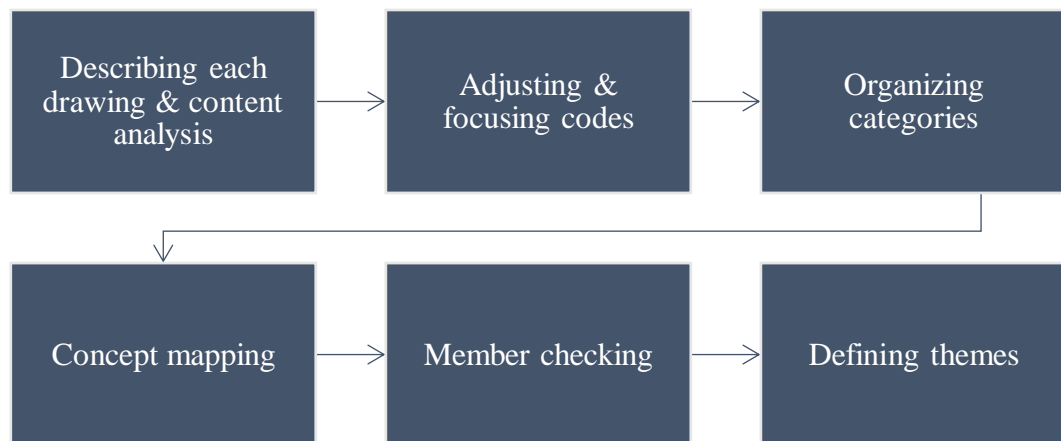 Describing each
drawing & content
analysis
Adjusting &
focusing codes
Organizing
categories
Concept mapping
Member checking
Defining themes